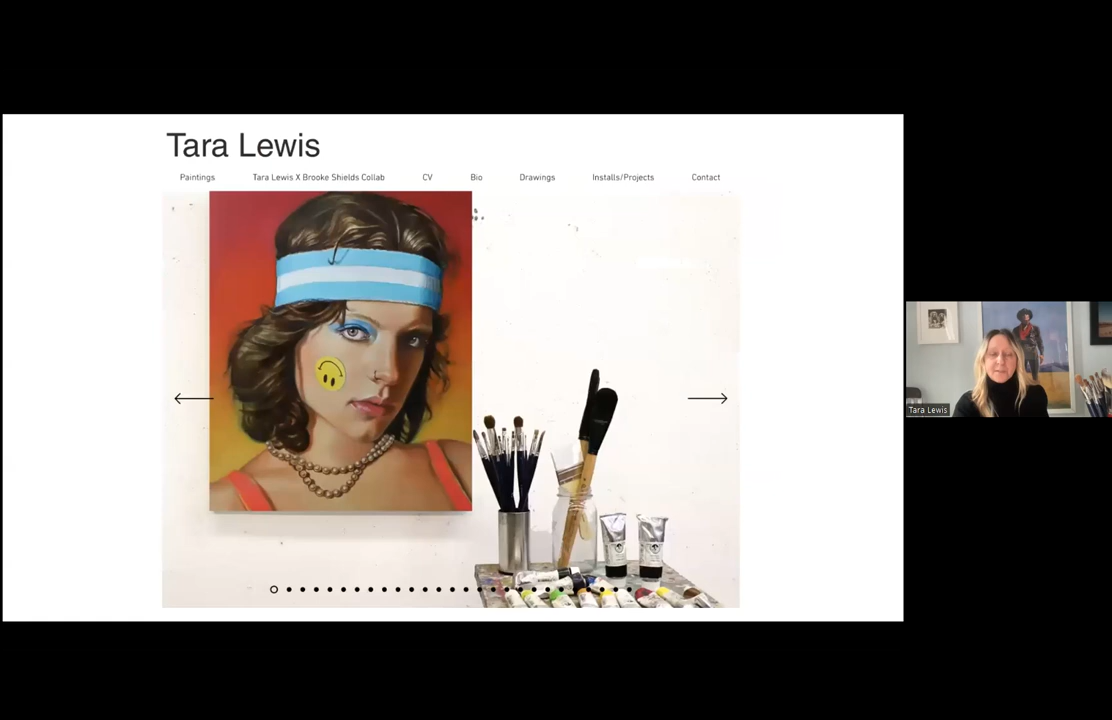 Tara Lewis
Paintings Tara Lewis X Brooke Shields Collab CV Bio Drawings Installs/Projects Contact
Tara Lewis